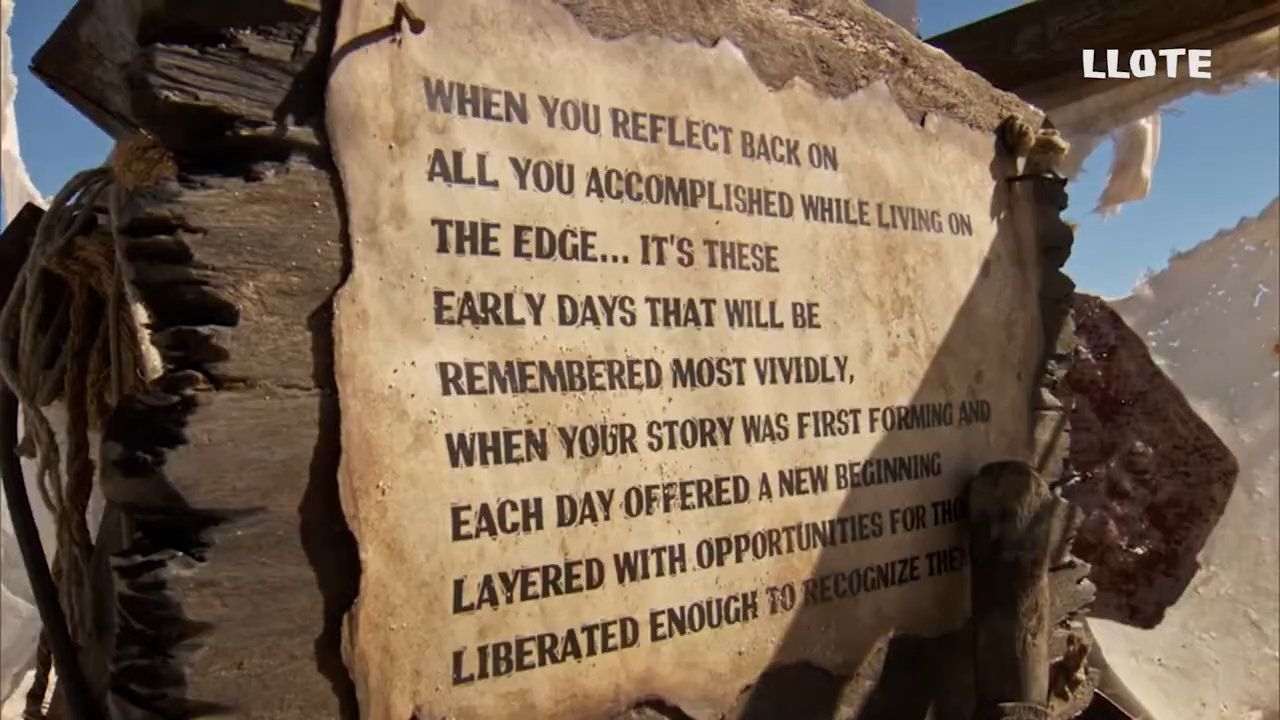 LLOTE
WHEN YOU REFLECT BACK ON
ALL YOU ACCOMPLISHED WHILE LIVING ON
THE EDGE... IT'S THESE
EARLY DAYS THAT WILL BE
REMEMBERED MOST VIVIDLY,
WHEN YOUR STORY WAS FIRST FORMING AND
EACH DAY OFFERED A NEW BEGINNING
LAYERED WITH OPPORTUNITIES FOR
LIBERATED ENOUGH TO RECOGNIZE